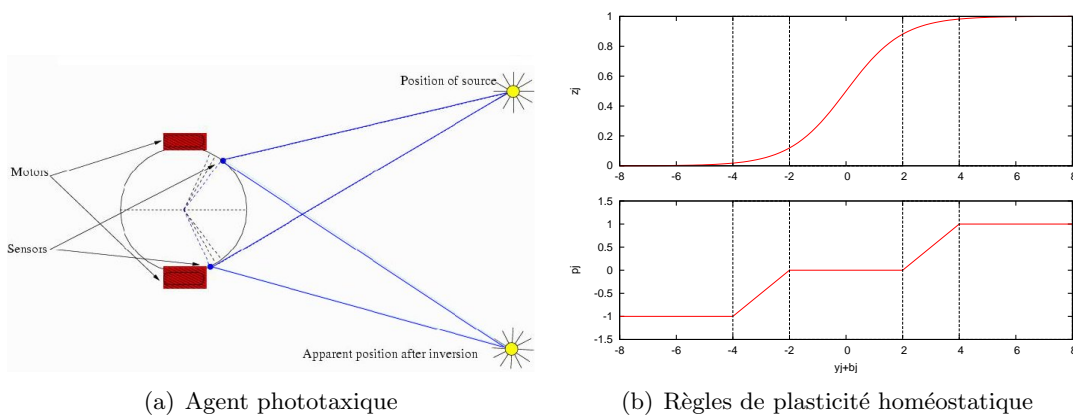 Position of source
Motors
Sensors
Apparent position after inversion
(a) Agent phototaxique
1
0.8
0.6
0.4
0.2
0
zj
-8 -6 -4 -2 0 2 4 6 8
1.5
1
0.5
0
-0.5
-1
-1.5
pj
-8 -6 -4 -2 0 2 4 6 8
yj+bj
(b) Règles de plasticité homéostatique